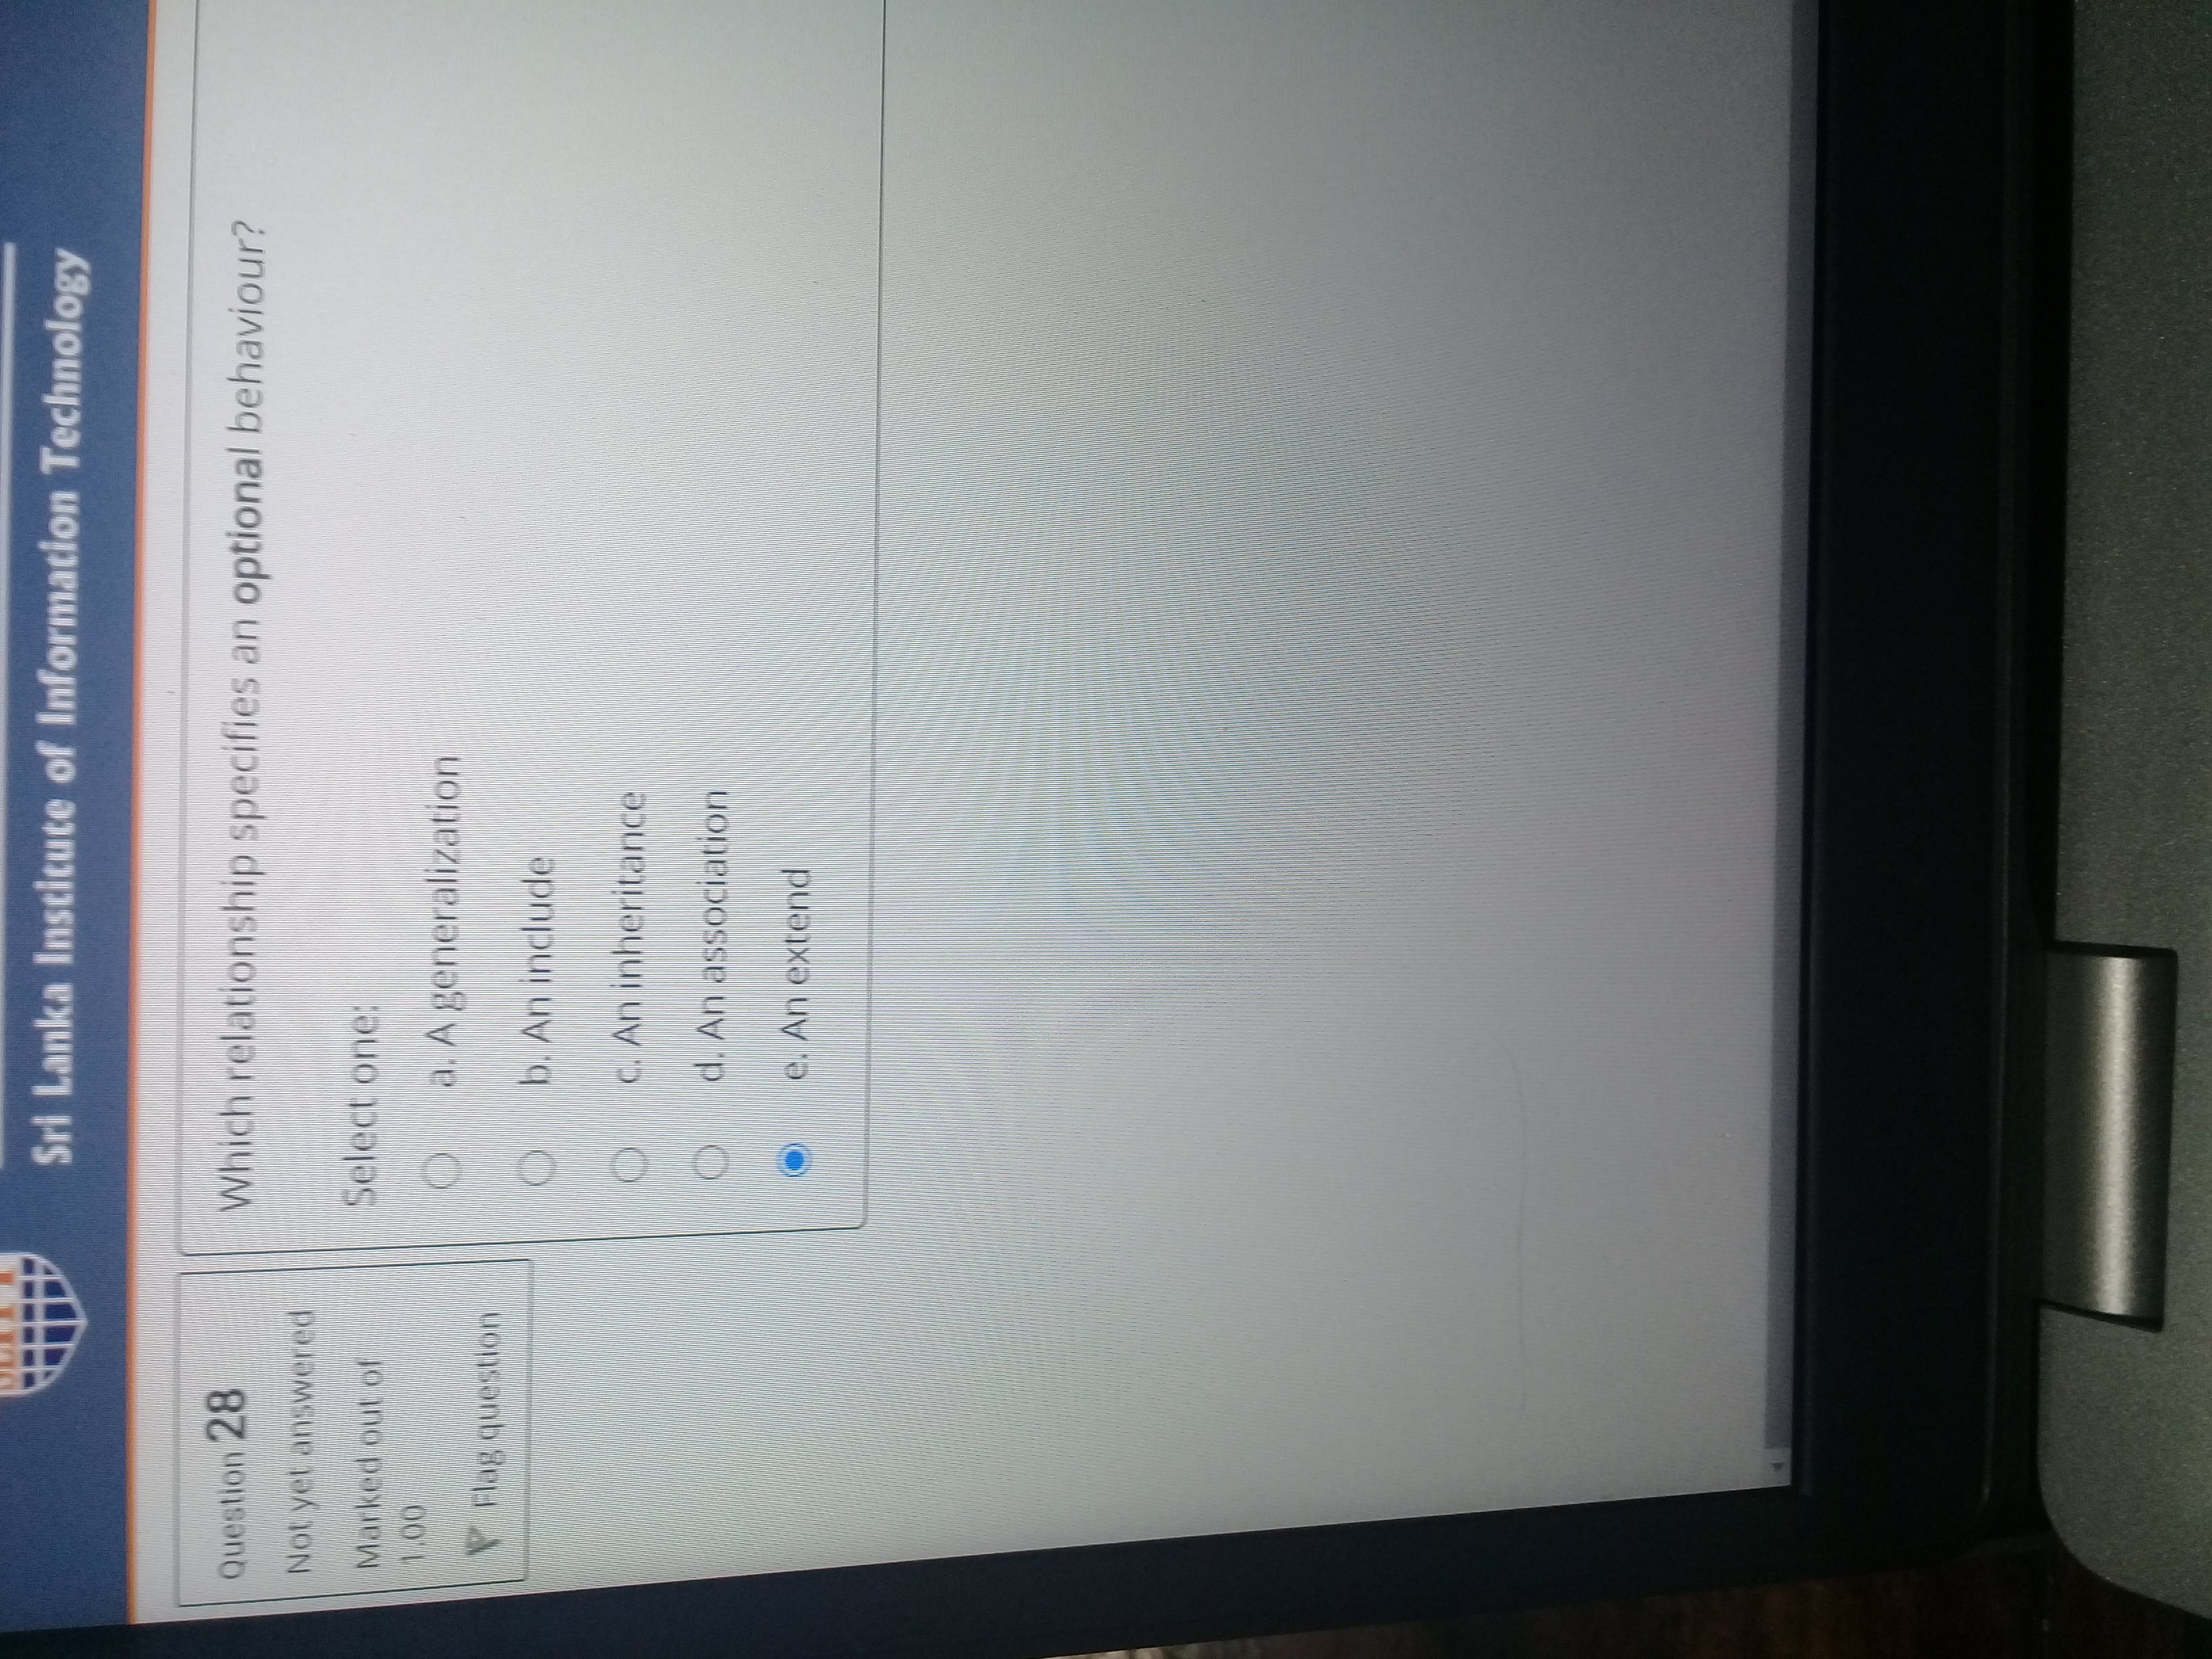 Sri Lanka Institute of Information Technology
Question 28
Not yet answered
Marked out of
1.00
Flag question
Which relationship specifies an optional behaviour?
Select one:
a. A generalization
b. An include
c. An inheritance
d. An association
e. An extend